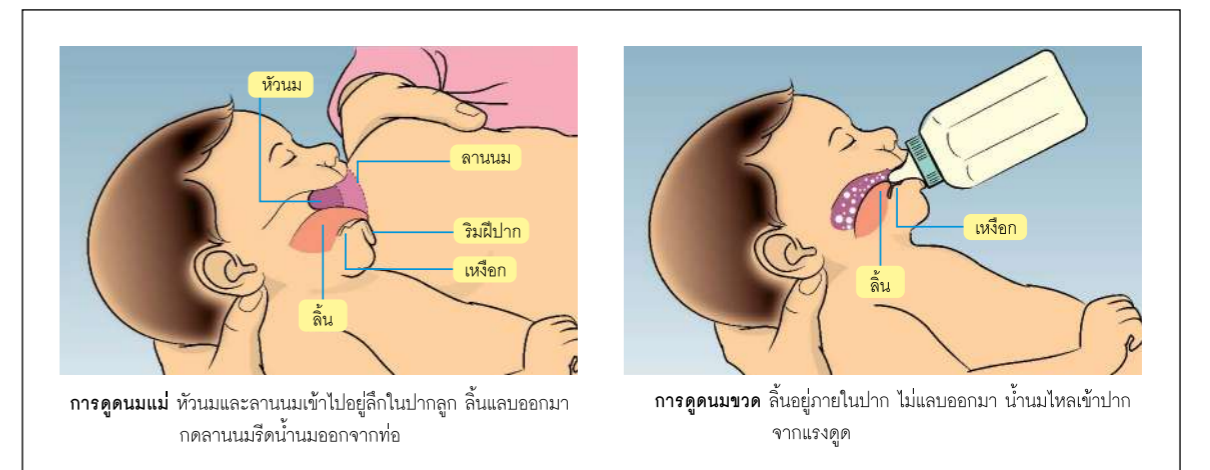 หัวนม
ลานนม
ริมฝีปาก
เหงือก
ลิ้น
การดูดนมแม่ หัวนมและลานนมเข้าไปอยู่ลึกในปากลูก ลิ้นแลบออกมา
กดลานนมรีดน้ำนมออกจากท่อ
เหงือก
ลิ้น
การดูดนมขวด ลิ้นอยู่ภายในปาก ไม่แลบออกมา น้ำนมไหลเข้าปาก
จากแรงดูด